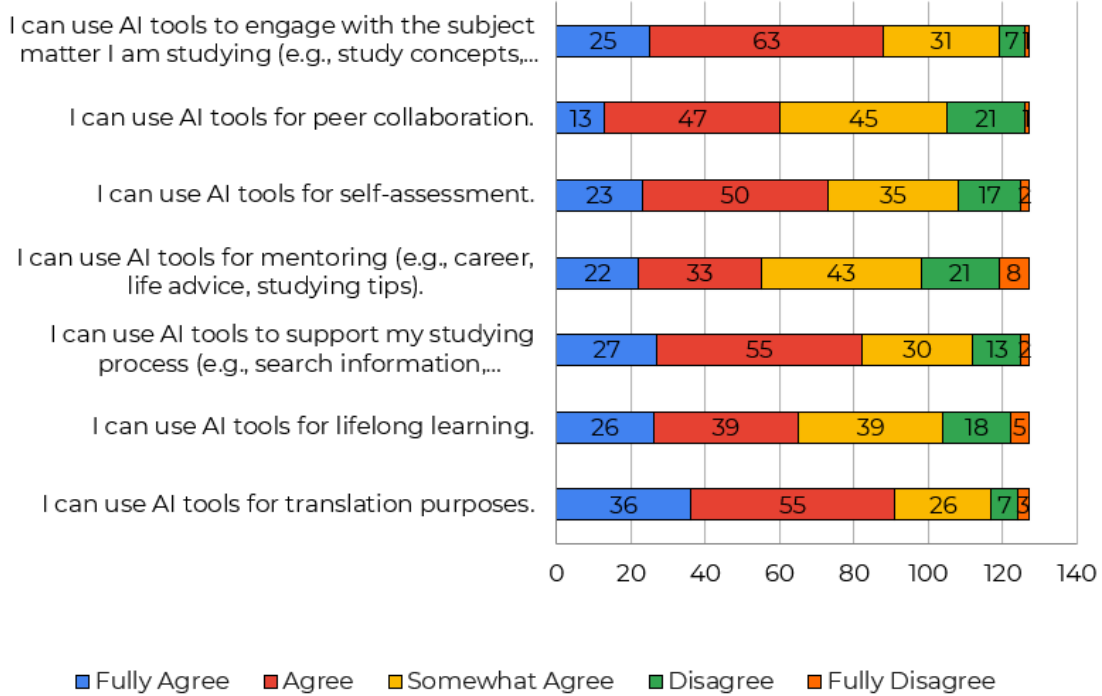 I can use AI tools to engage with the subject
matter I am studying (e.g., study concepts,...
25 63 31 7 1
I can use AI tools for peer collaboration.
13 47 45 21 1
I can use AI tools for self-assessment.
23 50 35 17 2
I can use AI tools for mentoring (e.g., career,
life advice, studying tips).
22 33 43 21 8
I can use AI tools to support my studying
process (e.g., search information,...
27 55 30 13 2
I can use AI tools for lifelong learning.
26 39 39 18 5
I can use AI tools for translation purposes.
36 55 26 7 3
0 20 40 60 80 100 120 140
Fully Agree Agree Somewhat Agree Disagree Fully Disagree